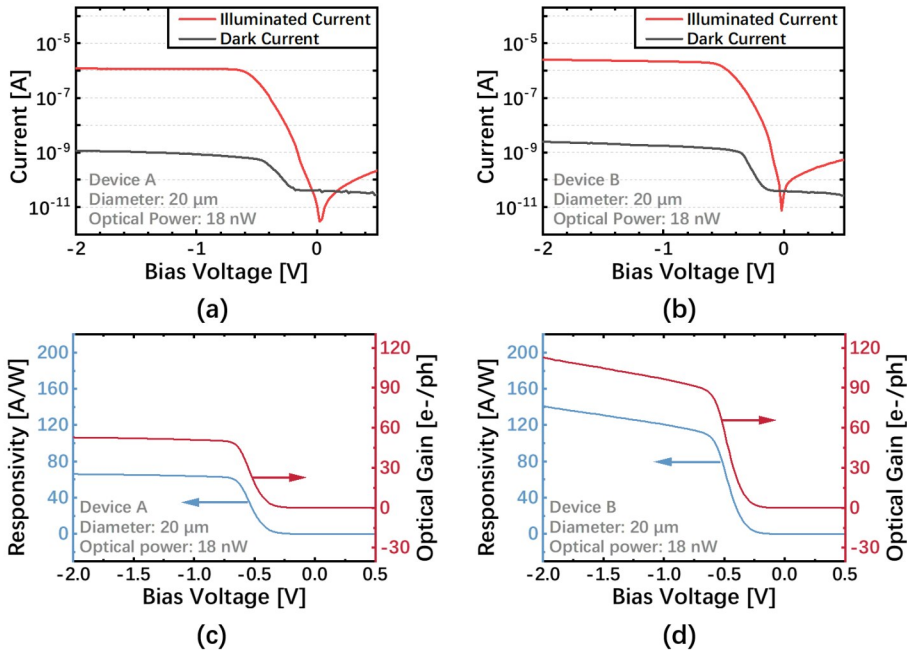 Illuminated Current
Dark Current
Current [A]
10-5
10-7
10-9
10-11
Device A
Diameter: 20 μm
Optical Power: 18 nW
-2
-1
0
Bias Voltage [V]
(a)
Illuminated Current
Dark Current
Current [A]
10-5
10-7
10-9
10-11
Device B
Diameter: 20 μm
Optical Power: 18 nW
-2
-1
0
Bias Voltage [V]
(b)
Responsivity [A/W]
200
160
120
80
40
0
Device A
Diameter: 20 μm
Optical power: 18 nW
120
90
60
30
0
-30
Optical Gain [e-/ph]
-2.0
-1.5
-1.0
-0.5
0.0
0.5
Bias Voltage [V]
(c)
Responsivity [A/W]
200
160
120
80
40
0
Device B
Diameter: 20 μm
Optical power: 18 nW
120
90
60
30
0
-30
Optical Gain [e-/ph]
-2.0
-1.5
-1.0
-0.5
0.0
0.5
Bias Voltage [V]
(d)